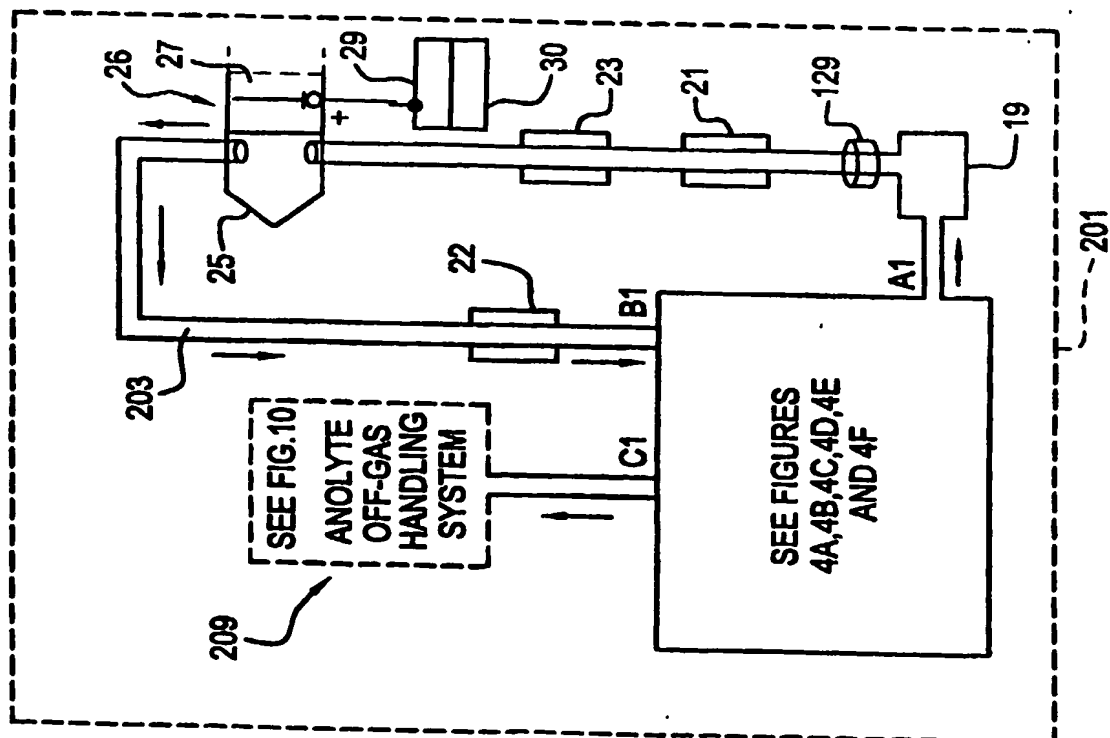 26
27
29
30
+
25
23
21
129
19
203
22
B1
A1
SEE FIG.10
ANOLYTE
OFF-GAS
HANDLING
SYSTEM
209
C1
SEE FIGURES
4A,4B,4C,4D,4E
AND 4F
201